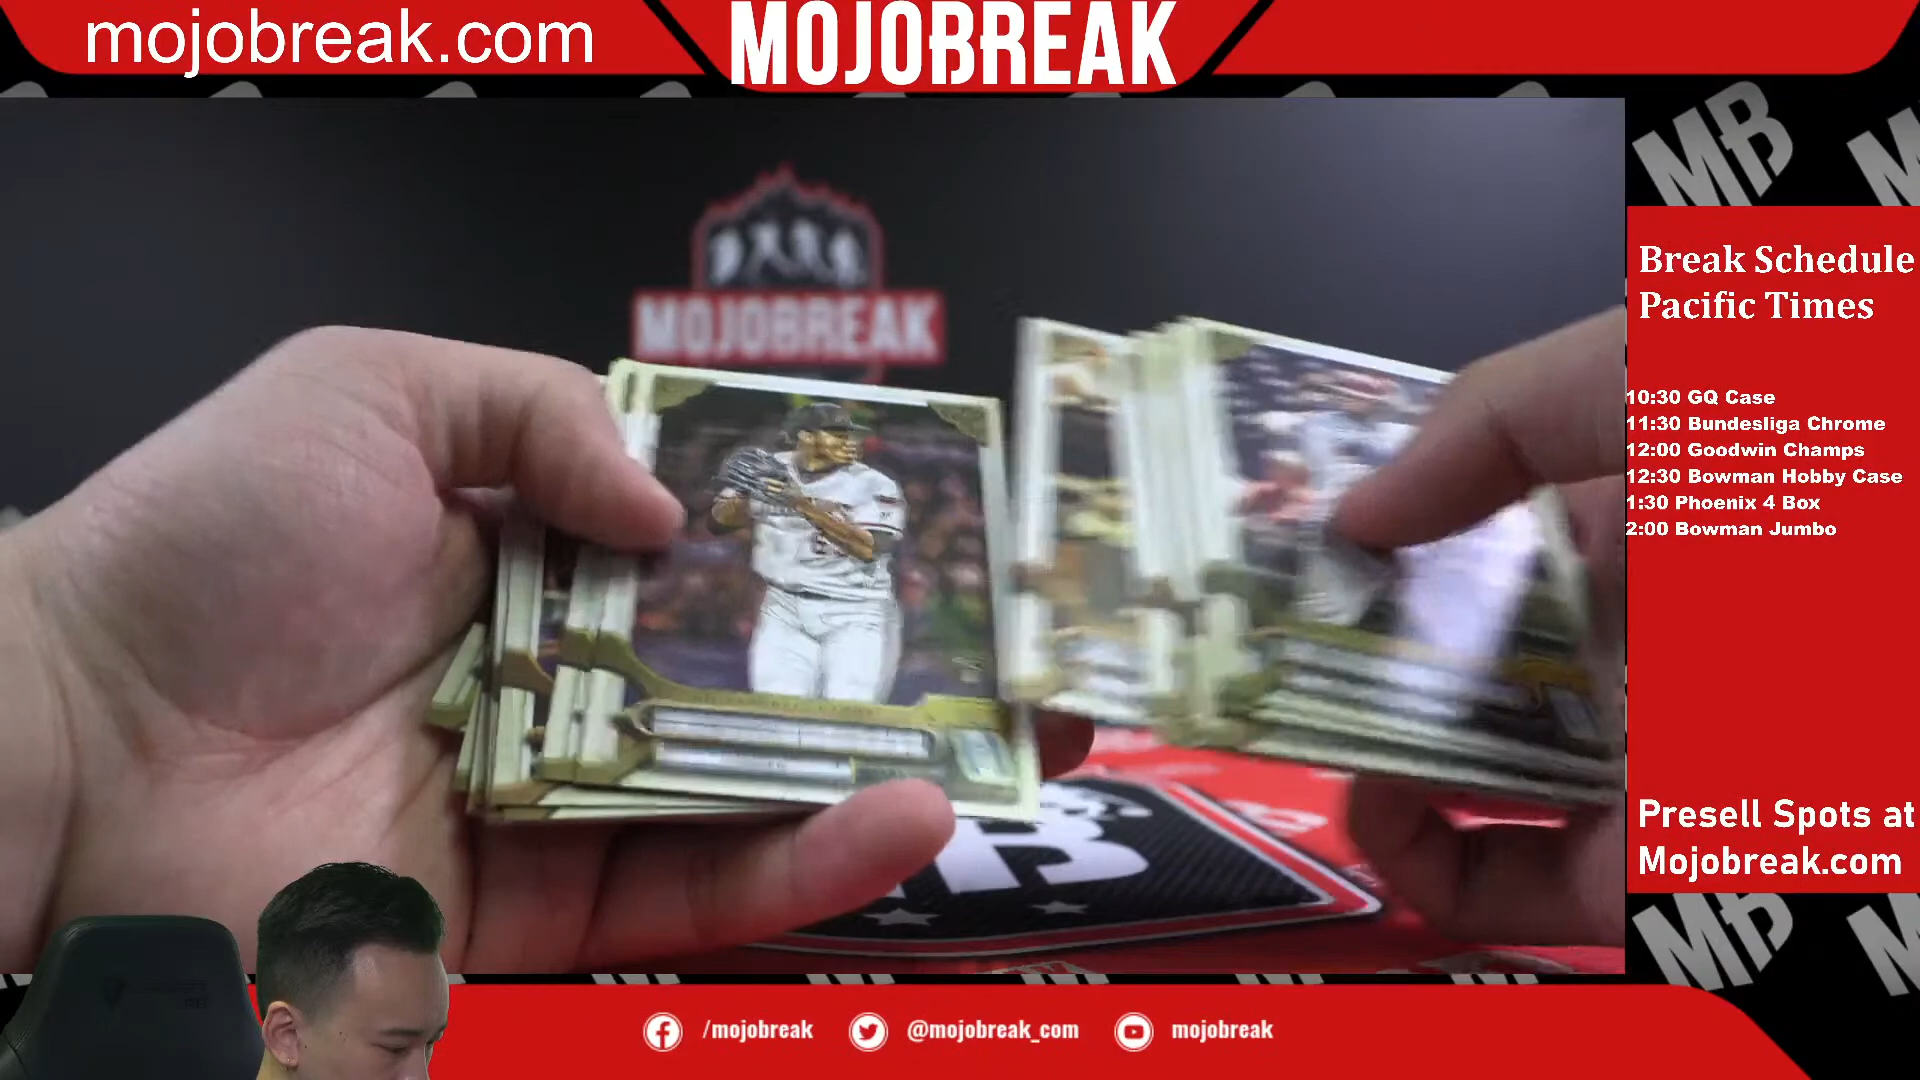 mojobreak.com
MOJOBREAK
MB
MOJOBREAK
Break Schedule
Pacific Times
10:30 GQ Case
11:30 Bundesliga Chrome
12:00 Goodwin Champs
12:30 Bowman Hobby Case
1:30 Phoenix 4 Box
2:00 Bowman Jumbo
Presell Spots at
Mojobreak.com
MB
/mojobreak
@mojobreak_com
mojobreak